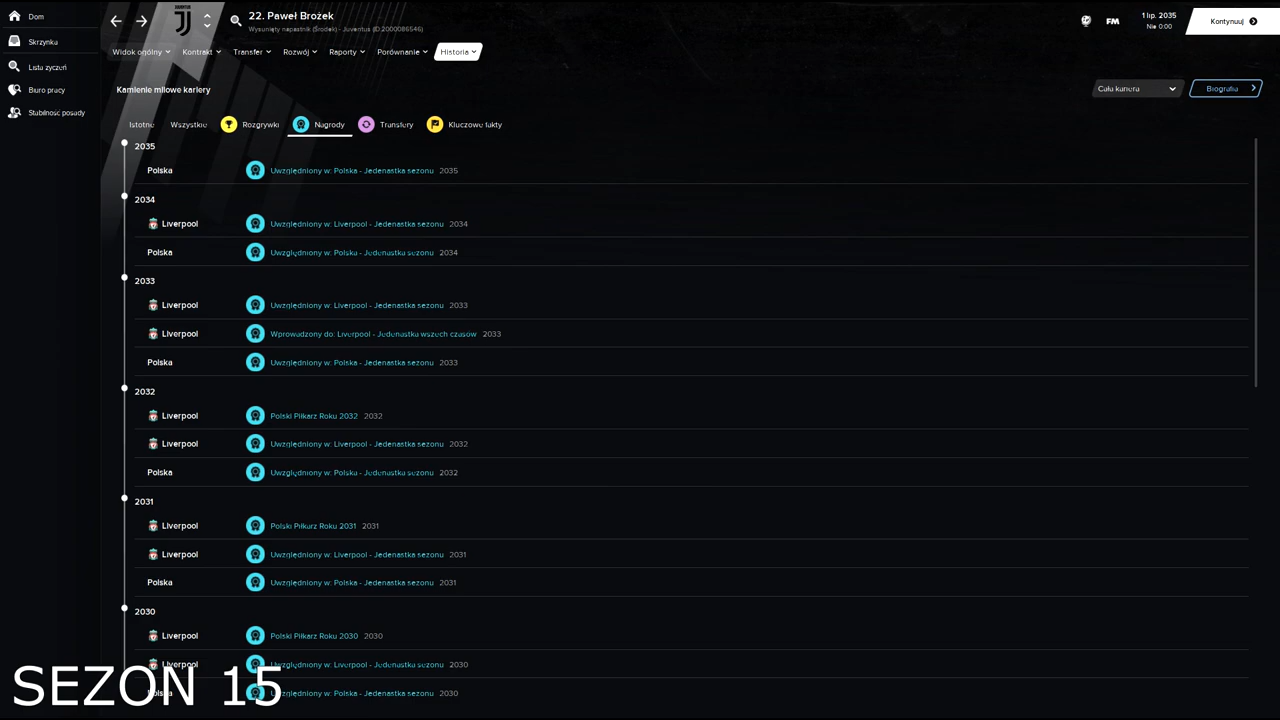 Dom
Skrzynka
Lista życzeń
Biuro pracy
Stabilność posady
22. Paweł Brożek
Wysunięty napastnik (Środek) - Juventus (ID:2000086546)
FM
1 lip. 2035
Nie 0:00
Kontynuuj
Widok ogólny
Kontrakt
Transfer
Rozwój
Raporty
Porównanie
Historia
Kamienie milowe kariery
Cała kariera
Biografia
Istotne
Wszystkie
Rozgrywki
Nagrody
Transfery
Kluczowe fakty
2035
Polska Uwzględniony w: Polska - Jedenastka sezonu 2035
2034
Liverpool Uwzględniony w: Liverpool - Jedenastka sezonu 2034
Polska Uwzględniony w: Polska - Jedenastka sezonu 2034
2033
Liverpool Uwzględniony w: Liverpool - Jedenastka sezonu 2033
Liverpool Wprowadzony do: Liverpool - Jedenastka wszech czasów 2033
Polska Uwzględniony w: Polska - Jedenastka sezonu 2033
2032
Liverpool Polski Piłkarz Roku 2032 2032
Liverpool Uwzględniony w: Liverpool - Jedenastka sezonu 2032
Polska Uwzględniony w: Polska - Jedenastka sezonu 2032
2031
Liverpool Polski Piłkarz Roku 2031 2031
Liverpool Uwzględniony w: Liverpool - Jedenastka sezonu 2031
Polska Uwzględniony w: Polska - Jedenastka sezonu 2031
2030
Liverpool Polski Piłkarz Roku 2030 2030
Liverpool Uwzględniony w: Liverpool - Jedenastka sezonu 2030
Polska Uwzględniony w: Polska - Jedenastka sezonu 2030
SEZON 15